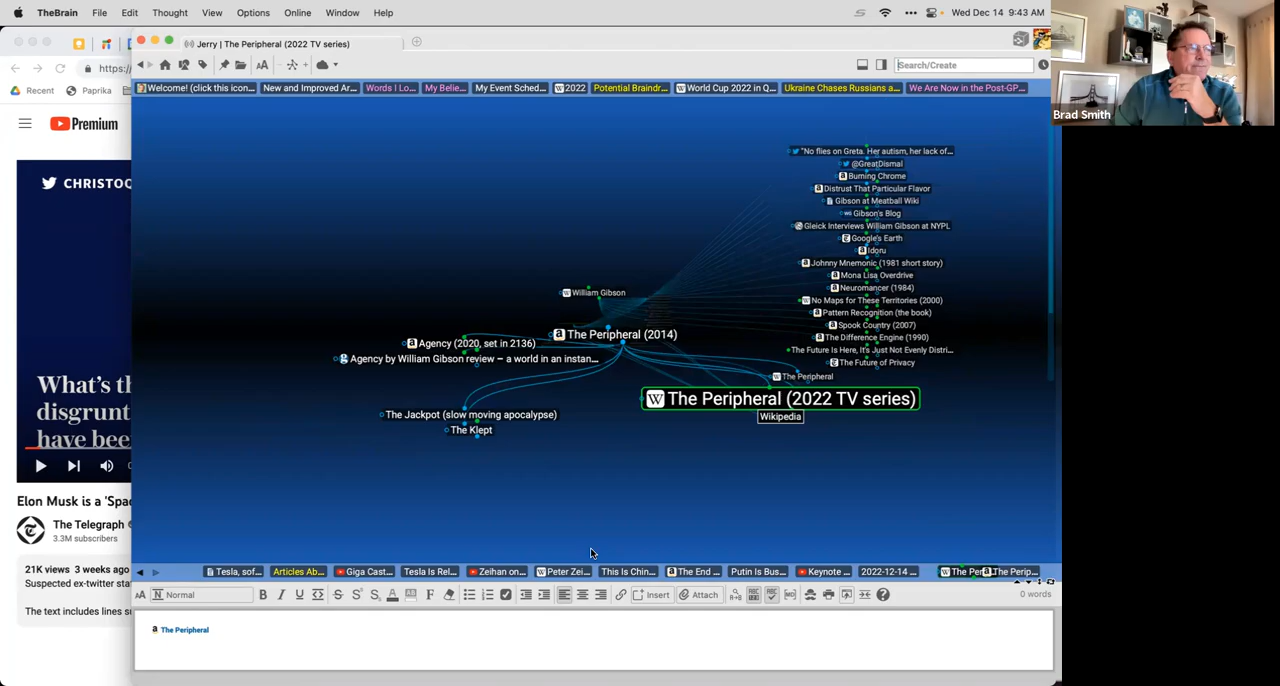 TheBrain File Edit Thought View Options Online Window Help Wed Dec 14 9:43 AM
Jerry | The Peripheral (2022 TV series)
https:/
Search/Create
Recent Paprika
Welcome! (click this icon... New and Improved Ar... Words I Lo... My Belie... My Event Sched... 2022 Potential Braindr... World Cup 2022 in Q... Ukraine Chases Russians a... We Are Now in the Post-GP...
Brad Smith
Premium
"No flies on Greta. Her autism, her lack of...
@GreatDismal
Burning Chrome
CHRISTO
Distrust That Particular Flavor
Gibson at Meatball Wiki
Gibson's Blog
Gleick Interviews William Gibson at NYPL
Google's Earth
Idoru
Johnny Mnemonic (1981 short story)
Mona Lisa Overdrive
Neuromancer (1984)
William Gibson
No Maps for These Territories (2000)
Pattern Recognition (the book)
Spook Country (2007)
The Peripheral (2014)
The Difference Engine (1990)
Agency (2020, set in 2136)
The Future Is Here, It's Just Not Evenly Distri...
Agency by William Gibson review – a world in an instan...
The Future of Privacy
The Peripheral
What's th
The Peripheral (2022 TV series)
disgrunt
Wikipedia
The Jackpot (slow moving apocalypse)
The Klept
have been
Elon Musk is a 'Spac
The Telegraph
3.3M subscribers
21K views 3 weeks ago
Suspected ex-twitter sta
The text includes lines s
Tesla, sof... Articles Ab... Giga Cast... Tesla Is Rel... Zeihan on... Peter Zei... This Is Chin... The End ... Putin Is Bus... Keynote ... 2022-12-14 ... The Per The Perip...
Normal Insert Attach 0 words
The Peripheral